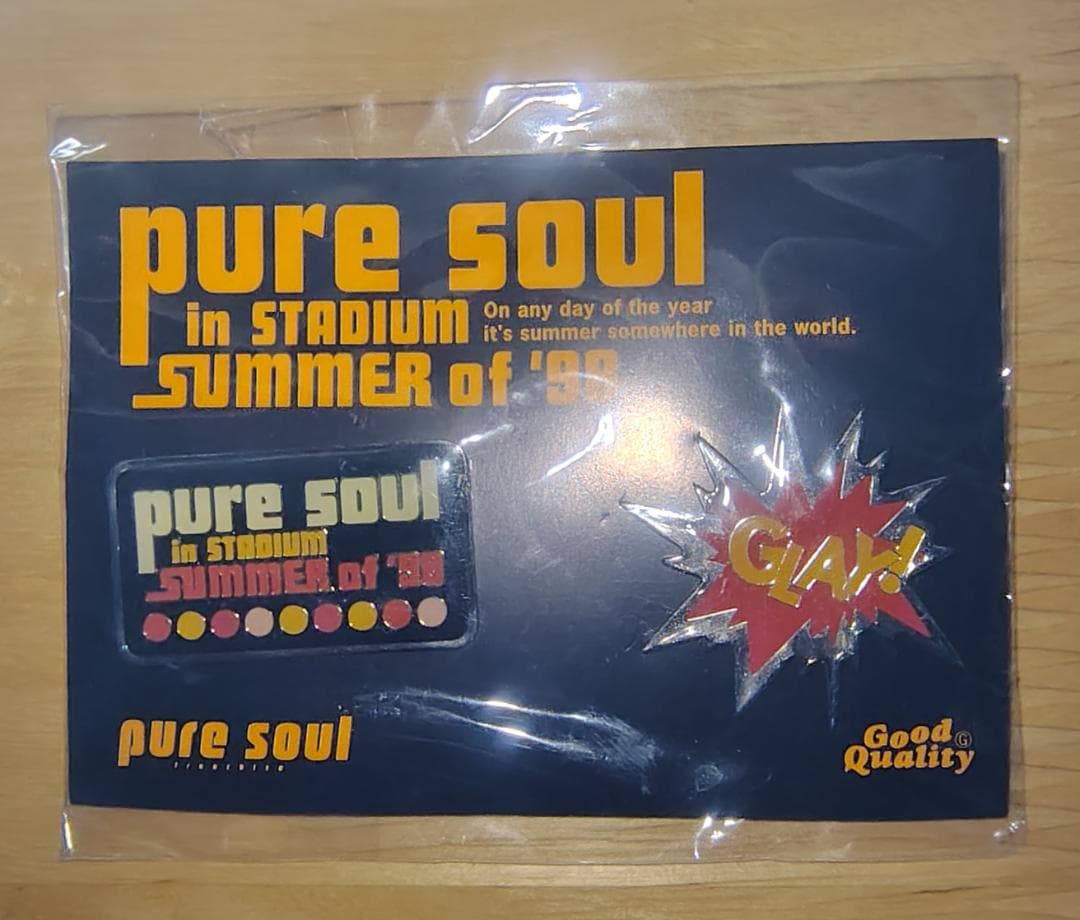 pure soul
in STADIUM
On any day of the year
it's summer somewhere in the world.
SUMMER of '98
pure soul
in STADIUM
SUMMER of '98
GLAY!
pure soul
Good
Quality G